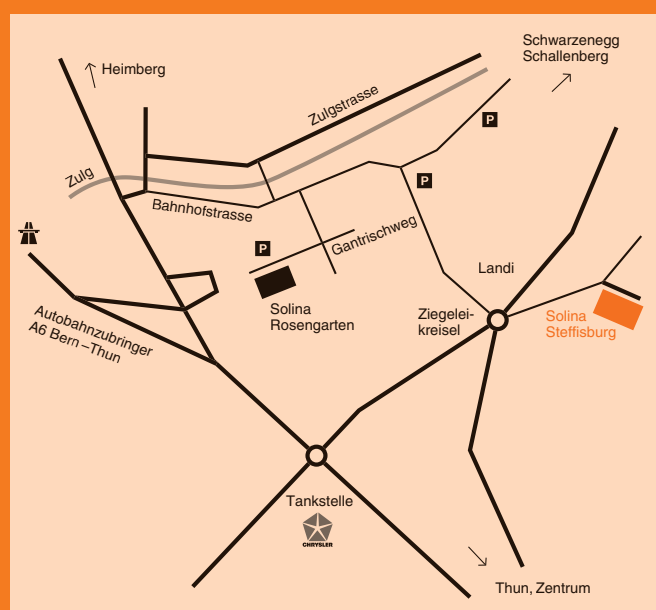 Schwarzenegg
Schallenberg
Heimberg
Zulgstrasse
P
Zulg
P
Bahnhofstrasse
Gantrischweg
P
Landi
Solina
Rosengarten
Ziegelei-
kreisel
Solina
Steffisburg
Autobahnzubringer
A6 Bern–Thun
Tankstelle
CHRYSLER
Thun, Zentrum